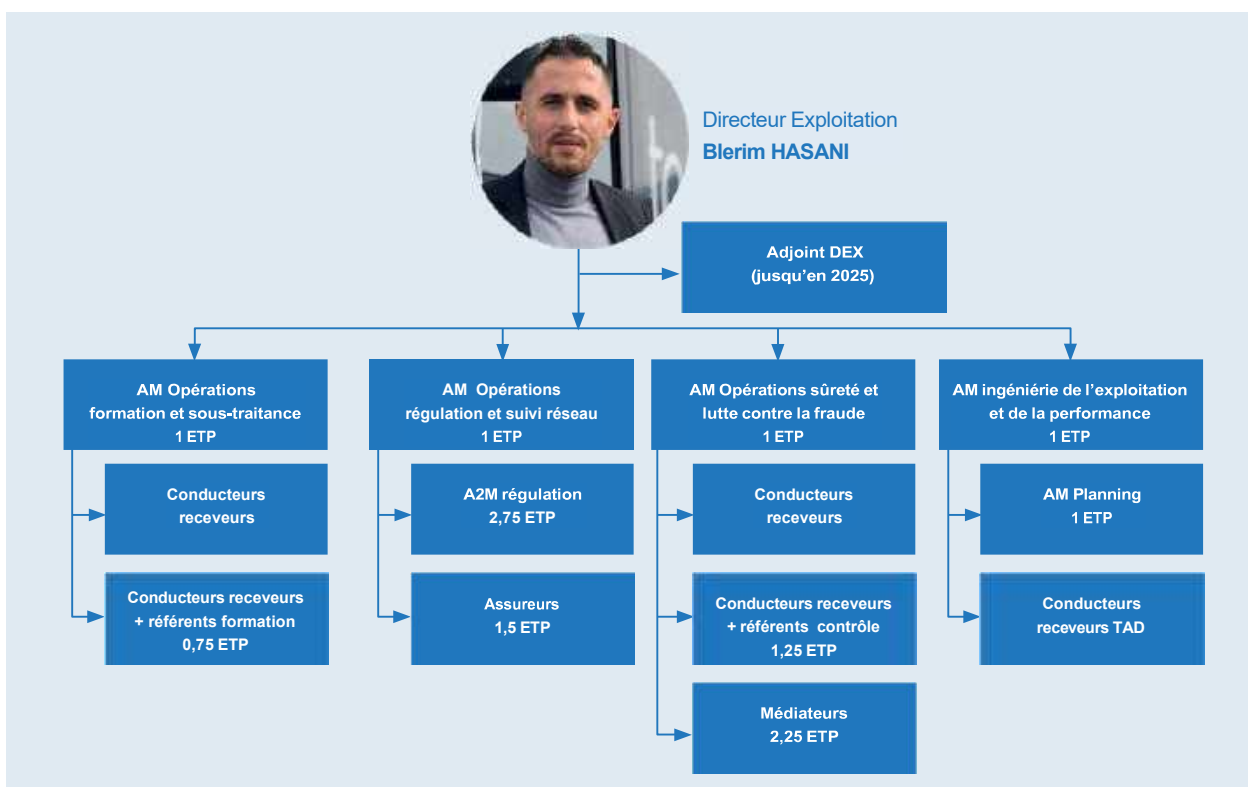 Directeur Exploitation
Blerim HASANI
Adjoint DEX
(jusqu’en 2025)
AM Opérations
formation et sous-traitance
1 ETP
AM Opérations
régulation et suivi réseau
1 ETP
AM Opérations sûreté et
lutte contre la fraude
1 ETP
AM ingéniérie de l’exploitation
et de la performance
1 ETP
Conducteurs
receveurs
A2M régulation
2,75 ETP
Conducteurs
receveurs
AM Planning
1 ETP
Conducteurs receveurs
+ référents formation
0,75 ETP
Assureurs
1,5 ETP
Conducteurs receveurs
+ référents contrôle
1,25 ETP
Conducteurs
receveurs TAD
Médiateurs
2,25 ETP